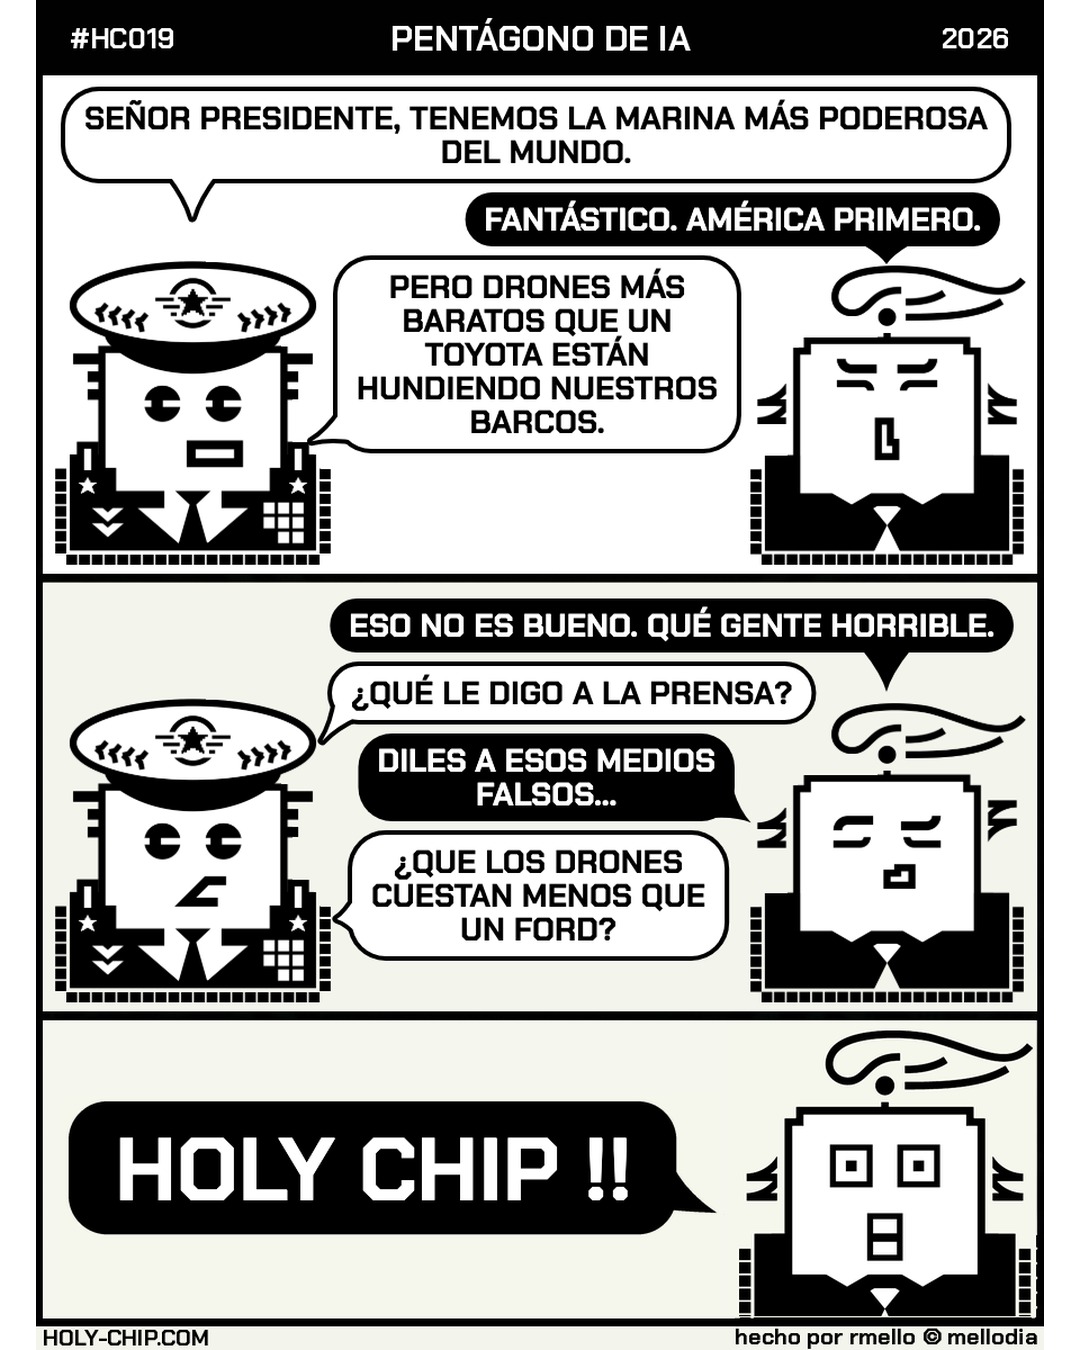 #HC019
PENTÁGONO DE IA
2026
SEÑOR PRESIDENTE, TENEMOS LA MARINA MÁS PODEROSA
DEL MUNDO.
FANTÁSTICO. AMÉRICA PRIMERO.
PERO DRONES MÁS
BARATOS QUE UN
TOYOTA ESTÁN
HUNDIENDO NUESTROS
BARCOS.
ESO NO ES BUENO. QUÉ GENTE HORRIBLE.
¿QUÉ LE DIGO A LA PRENSA?
DILES A ESOS MEDIOS
FALSOS...
¿QUE LOS DRONES
CUESTAN MENOS QUE
UN FORD?
HOLY CHIP !!
HOLY-CHIP.COM
hecho por rmello © mellodia